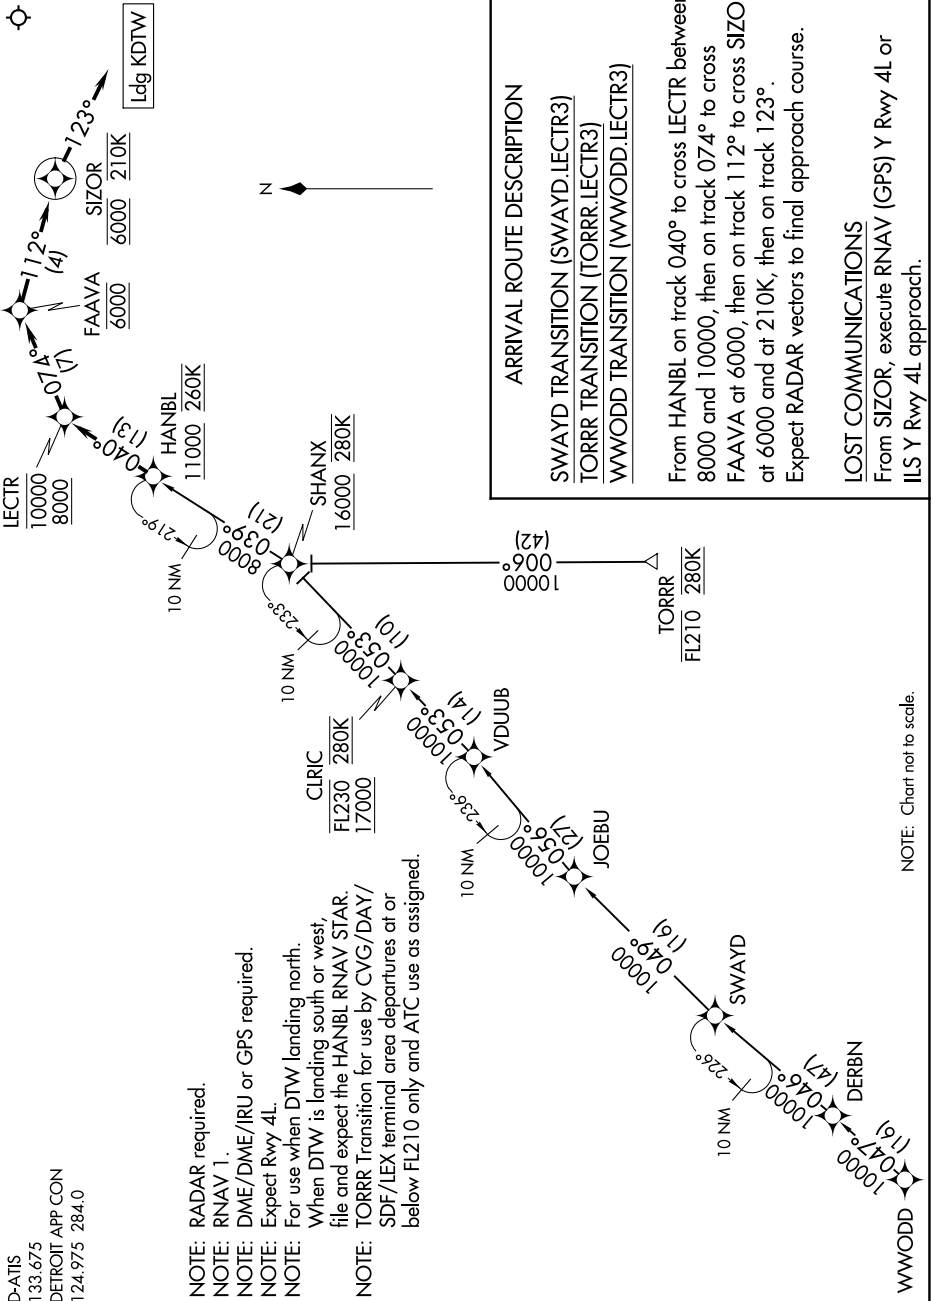 D-ATIS
133.675
DETROIT APP CON
124.975 284.0
NOTE: RADAR required.
NOTE: RNAV 1.
NOTE: DME/DME/IRU or GPS required.
NOTE: Expect Rwy 4L.
NOTE: For use when DTW landing north.
When DTW is landing south or west,
file and expect the HANBL RNAV STAR.
NOTE: TORRR Transition for use by CVG/DAY/
SDF/LEX terminal area departures at or
below FL210 only and ATC use as assigned.
Ldg KDTW
123°
SIZOR
6000 210K
112°
(4)
FAAVA
6000
074°
(7)
LECTR
10000
8000
040°
(13)
HANBL
11000 260K
219°
10 NM
8000
039°
(21)
SHANX
16000 280K
233°
10 NM
10000
006°
(42)
TORRR
FL210 280K
10000
053°
(10)
CLRIC
FL230 280K
17000
10000
053°
(14)
VDUUB
236°
10 NM
10000
056°
(27)
JOEBU
10000
049°
(16)
SWAYD
226°
10 NM
10000
046°
(47)
DERBN
10000
047°
(16)
WWODD
N
NOTE: Chart not to scale.
ARRIVAL ROUTE DESCRIPTION
SWAYD TRANSITION (SWAYD.LECTR3)
TORRR TRANSITION (TORRR.LECTR3)
WWODD TRANSITION (WWODD.LECTR3)
From HANBL on track 040° to cross LECTR between
8000 and 10000, then on track 074° to cross
FAAVA at 6000, then on track 112° to cross SIZO
at 6000 and at 210K, then on track 123°.
Expect RADAR vectors to final approach course.
LOST COMMUNICATIONS
From SIZOR, execute RNAV (GPS) Y Rwy 4L or
ILS Y Rwy 4L approach.